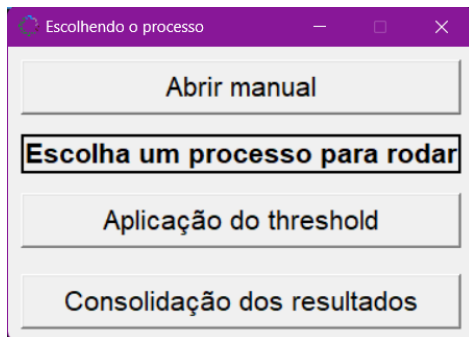 Escolhendo o processo
Abrir manual
Escolha um processo para rodar
Aplicação do threshold
Consolidação dos resultados